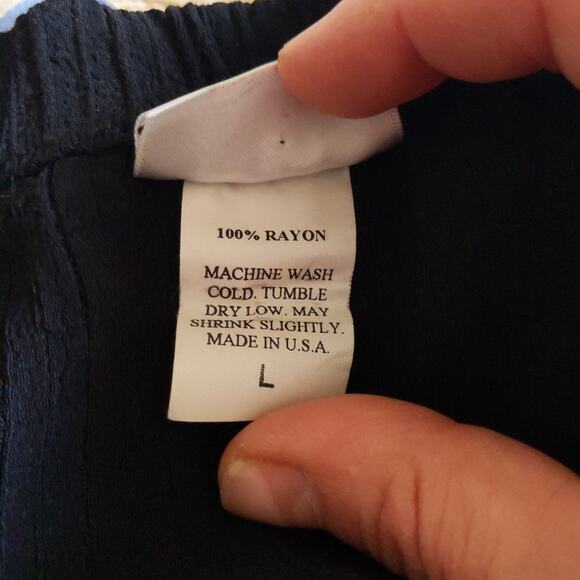 100% RAYON
MACHINE WASH
COLD. TUMBLE
DRY LOW. MAY
SHRINK SLIGHTLY.
MADE IN U.S.A.
L